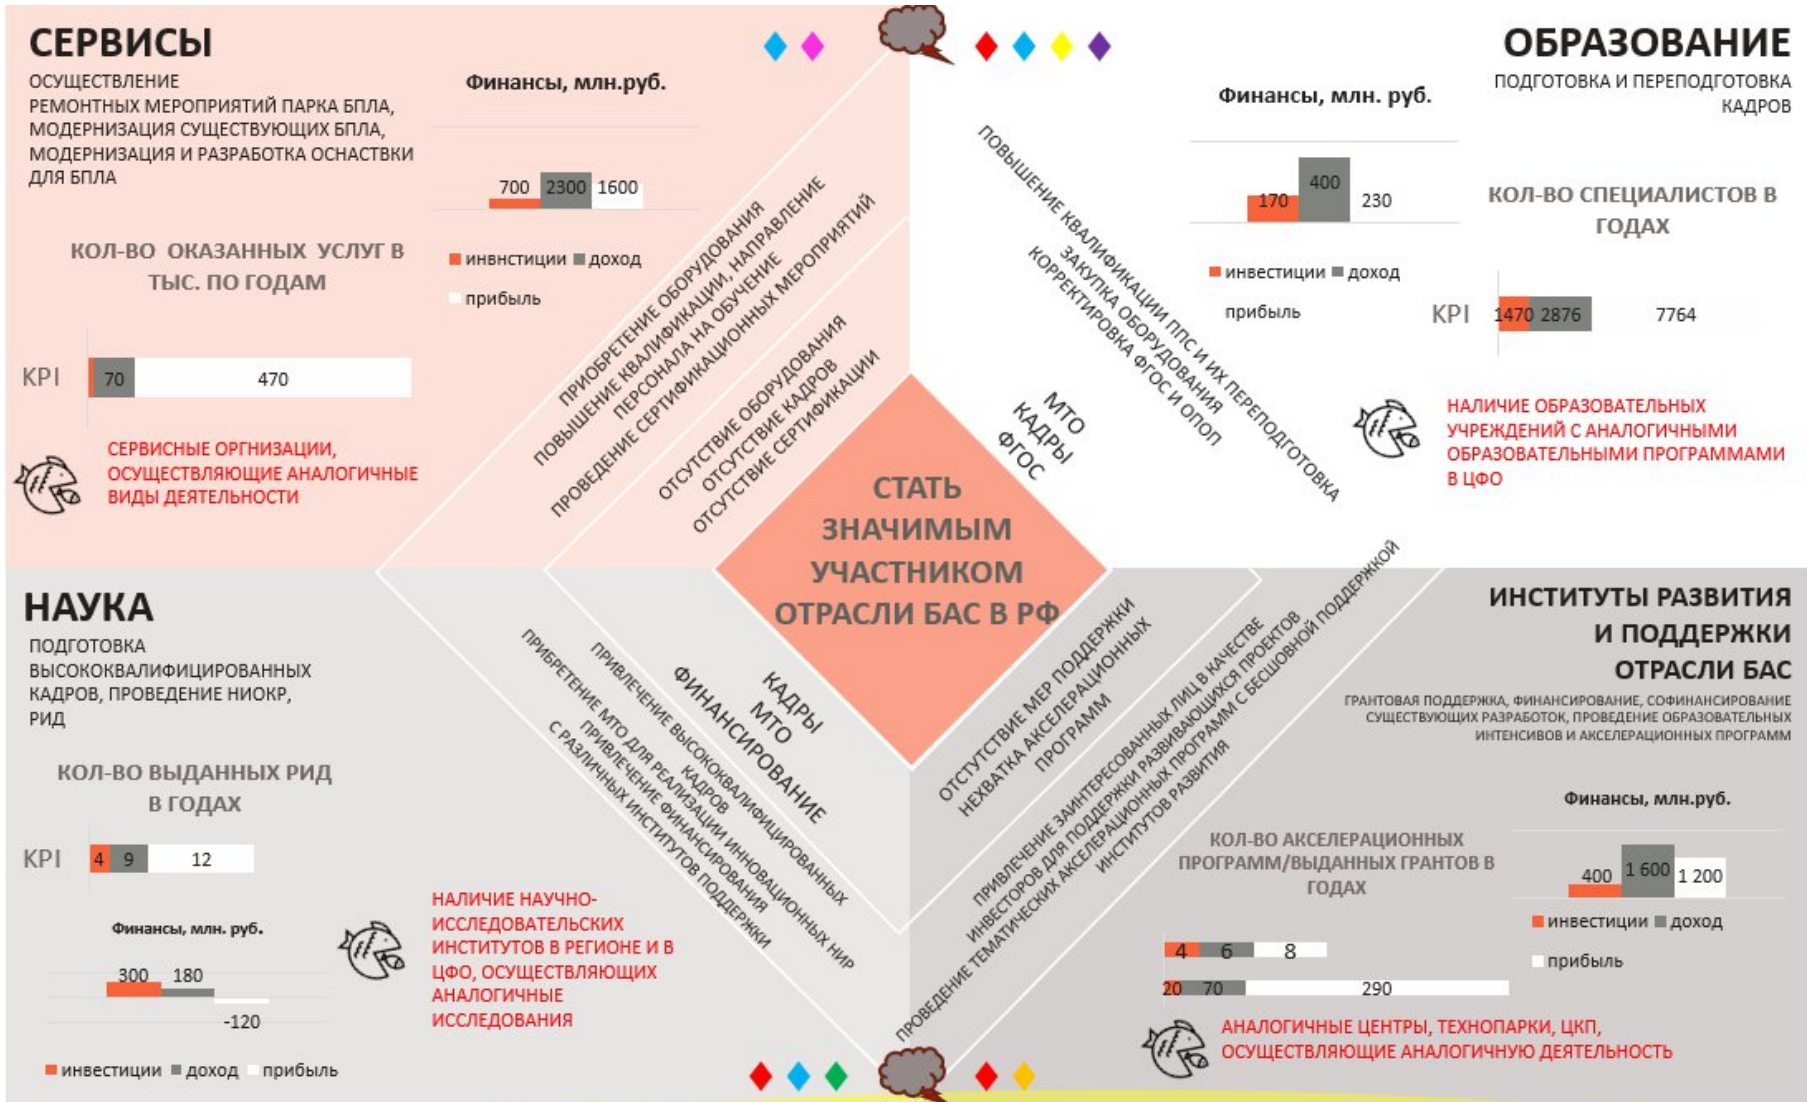 СЕРВИСЫ
ОСУЩЕСТВЛЕНИЕ
РЕМОНТНЫХ МЕРОПРИЯТИЙ ПАРКА БПЛА,
МОДЕРНИЗАЦИЯ СУЩЕСТВУЮЩИХ БПЛА,
МОДЕРНИЗАЦИЯ И РАЗРАБОТКА ОСНАСТВКИ
ДЛЯ БПЛА
Финансы, млн.руб.
700 2300 1600
инвнстиции доход
прибыль
КОЛ-ВО ОКАЗАННЫХ УСЛУГ В
ТЫС. ПО ГОДАМ
KPI 70 470
СЕРВИСНЫЕ ОРГНИЗАЦИИ,
ОСУЩЕСТВЛЯЮЩИЕ АНАЛОГИЧНЫЕ
ВИДЫ ДЕЯТЕЛЬНОСТИ
ПРИОБРЕТЕНИЕ ОБОРУДОВАНИЯ
ПОВЫШЕНИЕ КВАЛИФИКАЦИИ, НАПРАВЛЕНИЕ
ПЕРСОНАЛА НА ОБУЧЕНИЕ
ПРОВЕДЕНИЕ СЕРТИФИКАЦИОННЫХ МЕРОПРИЯТИЙ
ОТСУТСТВИЕ ОБОРУДОВАНИЯ
ОТСУТСТВИЕ КАДРОВ
ОТСУТСТВИЕ СЕРТИФИКАЦИИ
ОБРАЗОВАНИЕ
ПОДГОТОВКА И ПЕРЕПОДГОТОВКА
КАДРОВ
Финансы, млн. руб.
170 400 230
инвестиции доход
прибыль
КОЛ-ВО СПЕЦИАЛИСТОВ В
ГОДАХ
KPI 1470 2876 7764
НАЛИЧИЕ ОБРАЗОВАТЕЛЬНЫХ
УЧРЕЖДЕНИЙ С АНАЛОГИЧНЫМИ
ОБРАЗОВАТЕЛЬНЫМИ ПРОГРАММАМИ
В ЦФО
ПОВЫШЕНИЕ КВАЛИФИКАЦИИ ППС И ИХ ПЕРЕПОДГОТОВКА
ЗАКУПКА ОБОРУДОВАНИЯ
КОРРЕКТИРОВКА ФГОС И ОПОП
МТО
КАДРЫ
ФГОС
СТАТЬ
ЗНАЧИМЫМ
УЧАСТНИКОМ
ОТРАСЛИ БАС В РФ
НАУКА
ПОДГОТОВКА
ВЫСОКОКВАЛИФИЦИРОВАННЫХ
КАДРОВ, ПРОВЕДЕНИЕ НИОКР,
РИД
КОЛ-ВО ВЫДАННЫХ РИД
В ГОДАХ
KPI 4 9 12
Финансы, млн. руб.
300 180
-120
инвестиции доход прибыль
НАЛИЧИЕ НАУЧНО-
ИССЛЕДОВАТЕЛЬСКИХ
ИНСТИТУТОВ В РЕГИОНЕ И В
ЦФО, ОСУЩЕСТВЛЯЮЩИХ
АНАЛОГИЧНЫЕ
ИССЛЕДОВАНИЯ
КАДРЫ
МТО
ФИНАНСИРОВАНИЕ
ПРИВЛЕЧЕНИЕ ВЫСОКОКВАЛИФИЦИРОВАННЫХ
КАДРОВ
ПРИБРЕТЕНИЕ МТО ДЛЯ РЕАЛИЗАЦИИ ИННОВАЦИОННЫХ НИР
ПРИВЛЕЧЕНИЕ ФИНАНСИРОВАНИЯ
С РАЗЛИЧНЫХ ИНСТИТУТОВ ПОДДЕРЖКИ
ИНСТИТУТЫ РАЗВИТИЯ
И ПОДДЕРЖКИ
ОТРАСЛИ БАС
ГРАНТОВАЯ ПОДДЕРЖКА, ФИНАНСИРОВАНИЕ, СОФИНАНСИРОВАНИЕ
СУЩЕСТВУЮЩИХ РАЗРАБОТОК, ПРОВЕДЕНИЕ ОБРАЗОВАТЕЛЬНЫХ
ИНТЕНСИВОВ И АКСЕЛЕРАЦИОННЫХ ПРОГРАММ
Финансы, млн.руб.
400 1 600 1 200
инвестиции доход
прибыль
КОЛ-ВО АКСЕЛЕРАЦИОННЫХ
ПРОГРАММ/ВЫДАННЫХ ГРАНТОВ В
ГОДАХ
4 6 8
20 70 290
АНАЛОГИЧНЫЕ ЦЕНТРЫ, ТЕХНОПАРКИ, ЦКП,
ОСУЩЕСТВЛЯЮЩИЕ АНАЛОГИЧНУЮ ДЕЯТЕЛЬНОСТЬ
ОТСТУТСТВИЕ МЕР ПОДДЕРЖКИ
НЕХВАТКА АКСЕЛЕРАЦИОННЫХ
ПРОГРАММ
ПРИВЛЕЧЕНИЕ ЗАИНТЕРЕСОВАННЫХ ЛИЦ В КАЧЕСТВЕ
ИНВЕСТОРОВ ДЛЯ ПОДДЕРЖКИ РАЗВИВАЮЩИХСЯ ПРОЕКТОВ
ПРОВЕДЕНИЕ ТЕМАТИЧЕСКИХ АКСЕЛЕРАЦИОННЫХ ПРОГРАММ С БЕСШОВНОЙ ПОДДЕРЖКОЙ
ИНСТИТУТОВ РАЗВИТИЯ